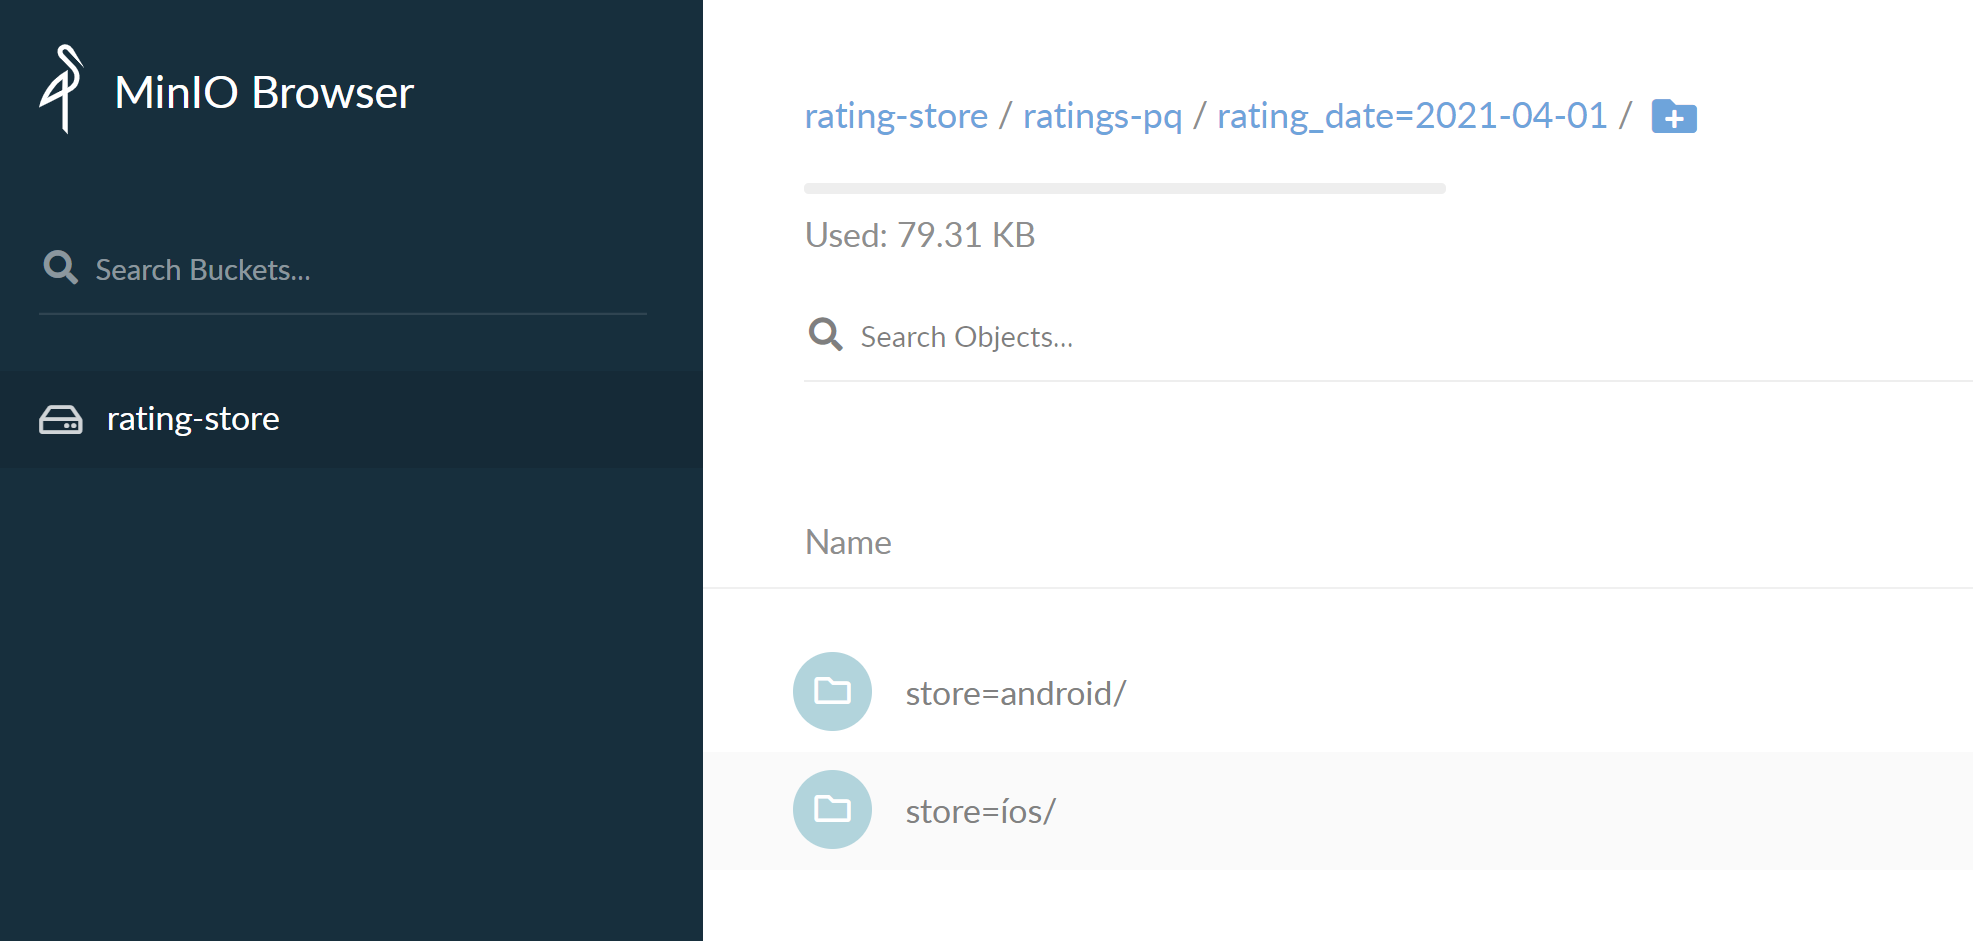 MinIO Browser
Search Buckets...
rating-store
rating-store / ratings-pq / rating_date=2021-04-01 /
Used: 79.31 KB
Search Objects...
Name
store=android/
store=íos/